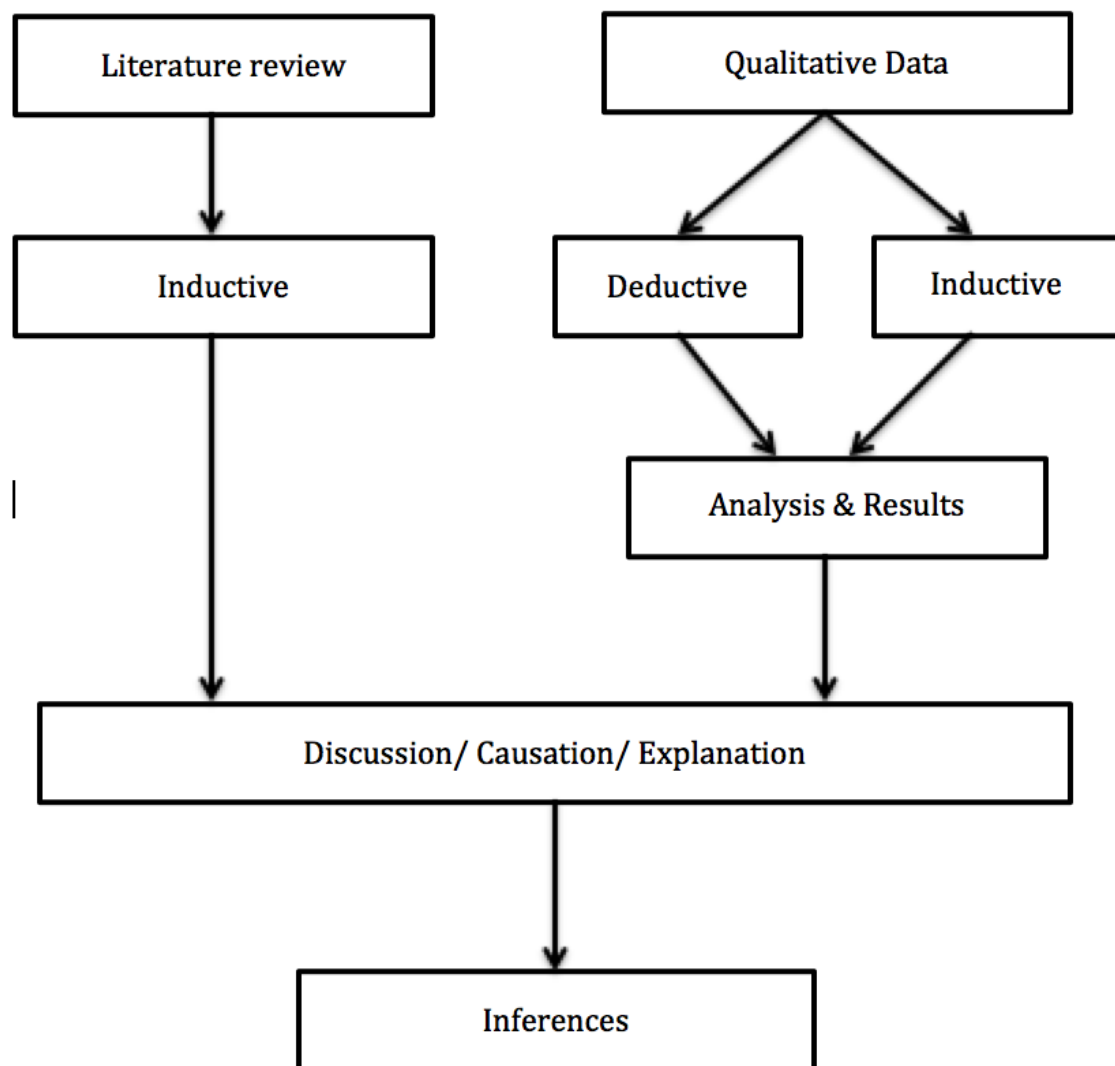 Literature review
Qualitative Data
Inductive
Deductive
Inductive
Analysis & Results
Discussion/ Causation/ Explanation
Inferences